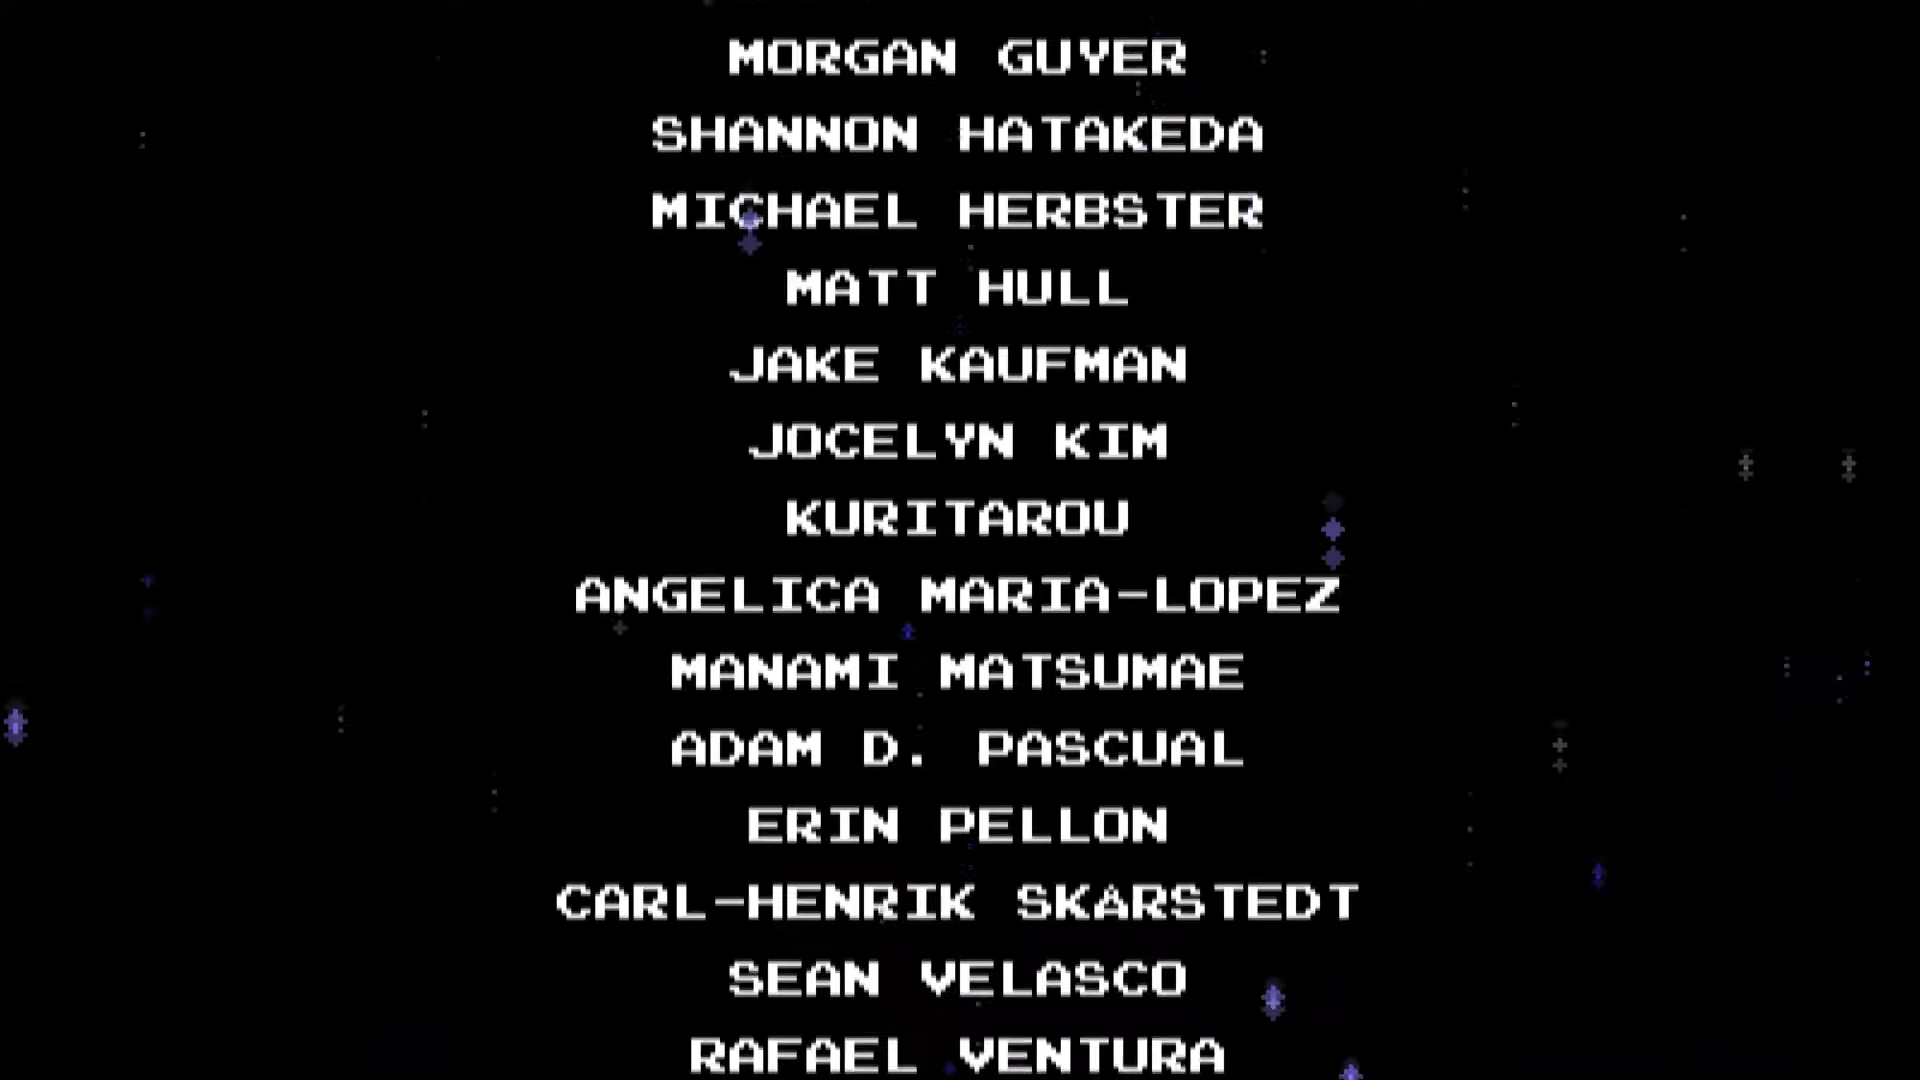 MORGAN GUYER
SHANNON HATAKEDA
MICHAEL HERBSTER
MATT HULL
JAKE KAUFMAN
JOCELYN KIM
KURITAROU
ANGELICA MARIA-LOPEZ
MANAMI MATSUMAE
ADAM D. PASCUAL
ERIN PELLON
CARL-HENRIK SKARSTEDT
SEAN VELASCO
RAFAEL VENTURA